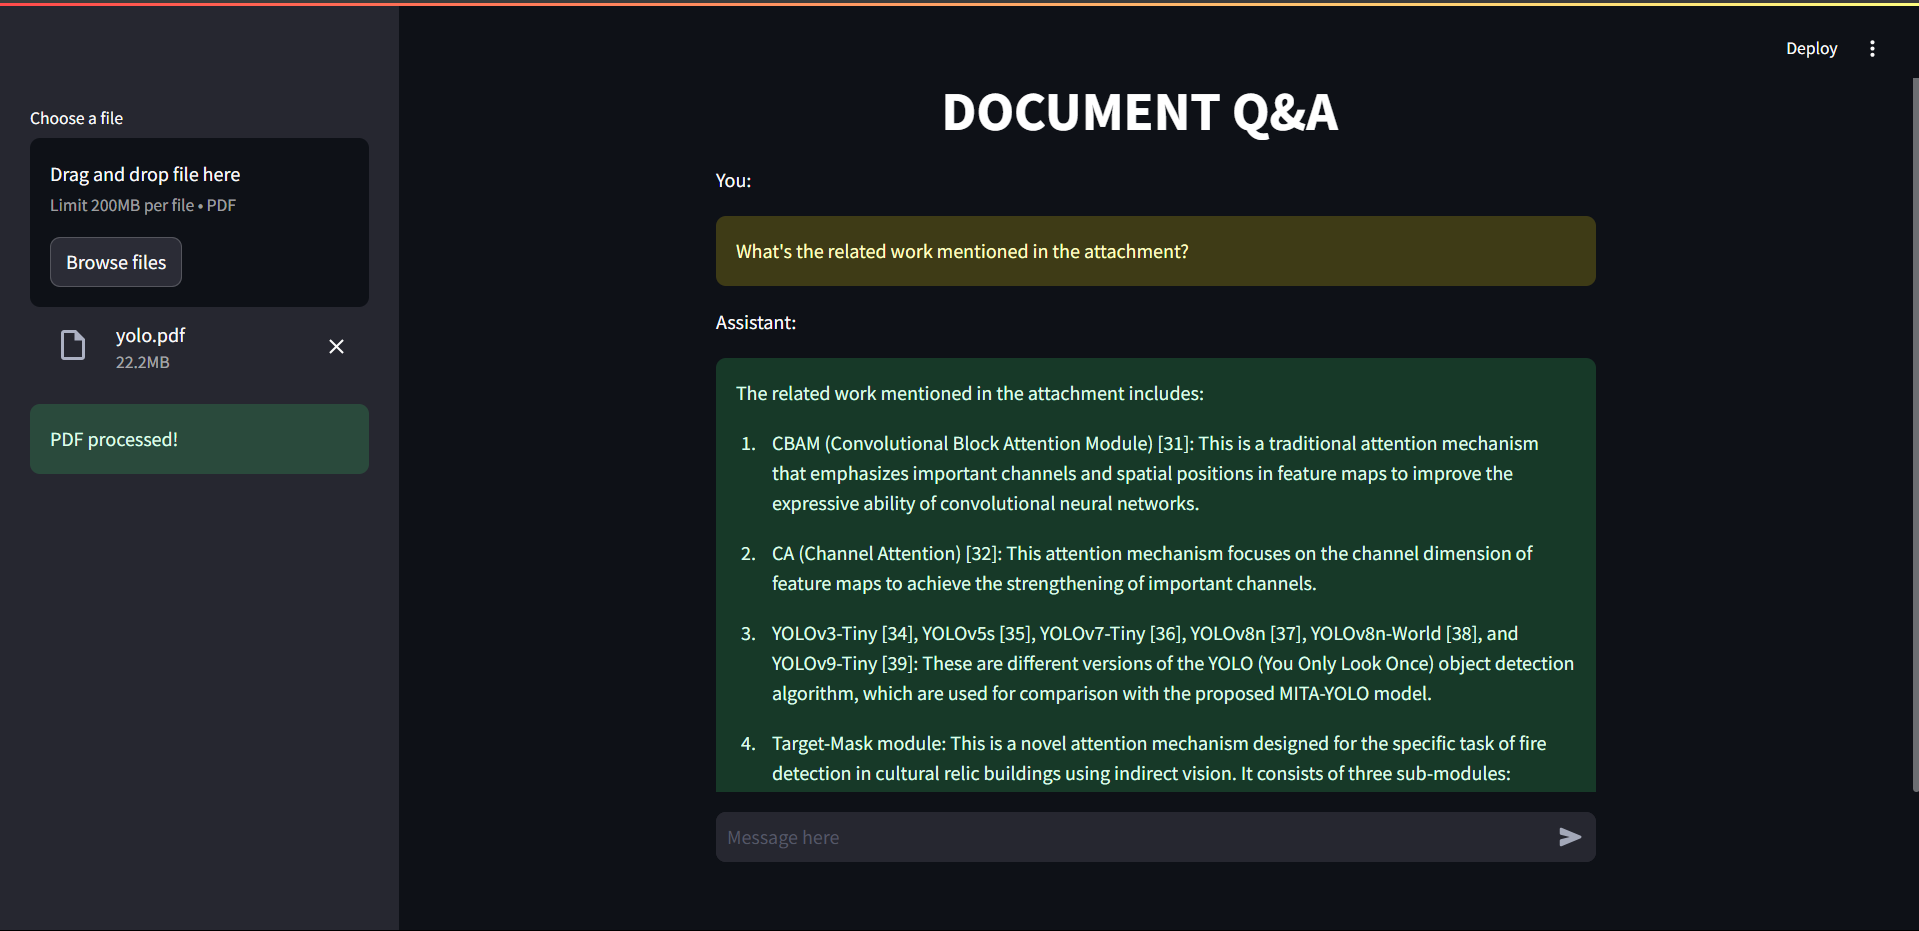 Deploy
Choose a file
Drag and drop file here
Limit 200MB per file • PDF
Browse files
yolo.pdf
22.2MB
PDF processed!
DOCUMENT Q&A
You:
What's the related work mentioned in the attachment?
Assistant:
The related work mentioned in the attachment includes:
1. CBAM (Convolutional Block Attention Module) [31]: This is a traditional attention mechanism
that emphasizes important channels and spatial positions in feature maps to improve the
expressive ability of convolutional neural networks.
2. CA (Channel Attention) [32]: This attention mechanism focuses on the channel dimension of
feature maps to achieve the strengthening of important channels.
3. YOLOv3-Tiny [34], YOLOv5s [35], YOLOv7-Tiny [36], YOLOv8n [37], YOLOv8n-World [38], and
YOLOv9-Tiny [39]: These are different versions of the YOLO (You Only Look Once) object detection
algorithm, which are used for comparison with the proposed MITA-YOLO model.
4. Target-Mask module: This is a novel attention mechanism designed for the specific task of fire
detection in cultural relic buildings using indirect vision. It consists of three sub-modules:
Message here